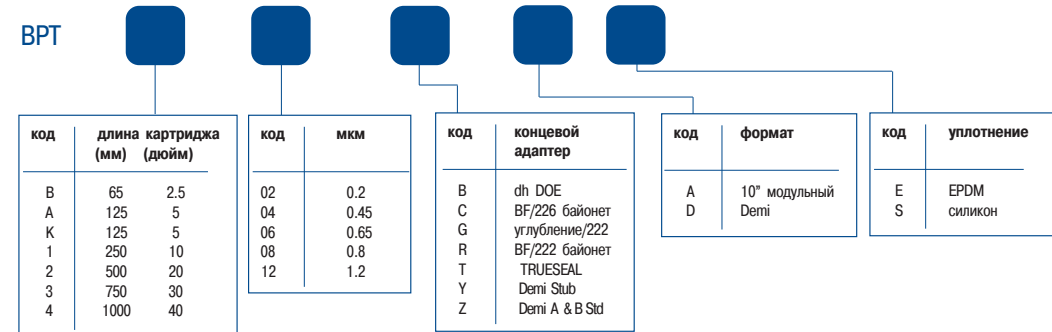 BPT
код длина картриджа
(мм) (дюйм)
B 65 2.5
A 125 5
K 125 5
1 250 10
2 500 20
3 750 30
4 1000 40
код мкм
02 0.2
04 0.45
06 0.65
08 0.8
12 1.2
код концевой
адаптер
B dh DOE
C BF/226 байонет
G углубление/222
R BF/222 байонет
T TRUESEAL
Y Demi Stub
Z Demi A & B Std
код формат
A 10” модульный
D Demi
код уплотнение
E EPDM
S силикон